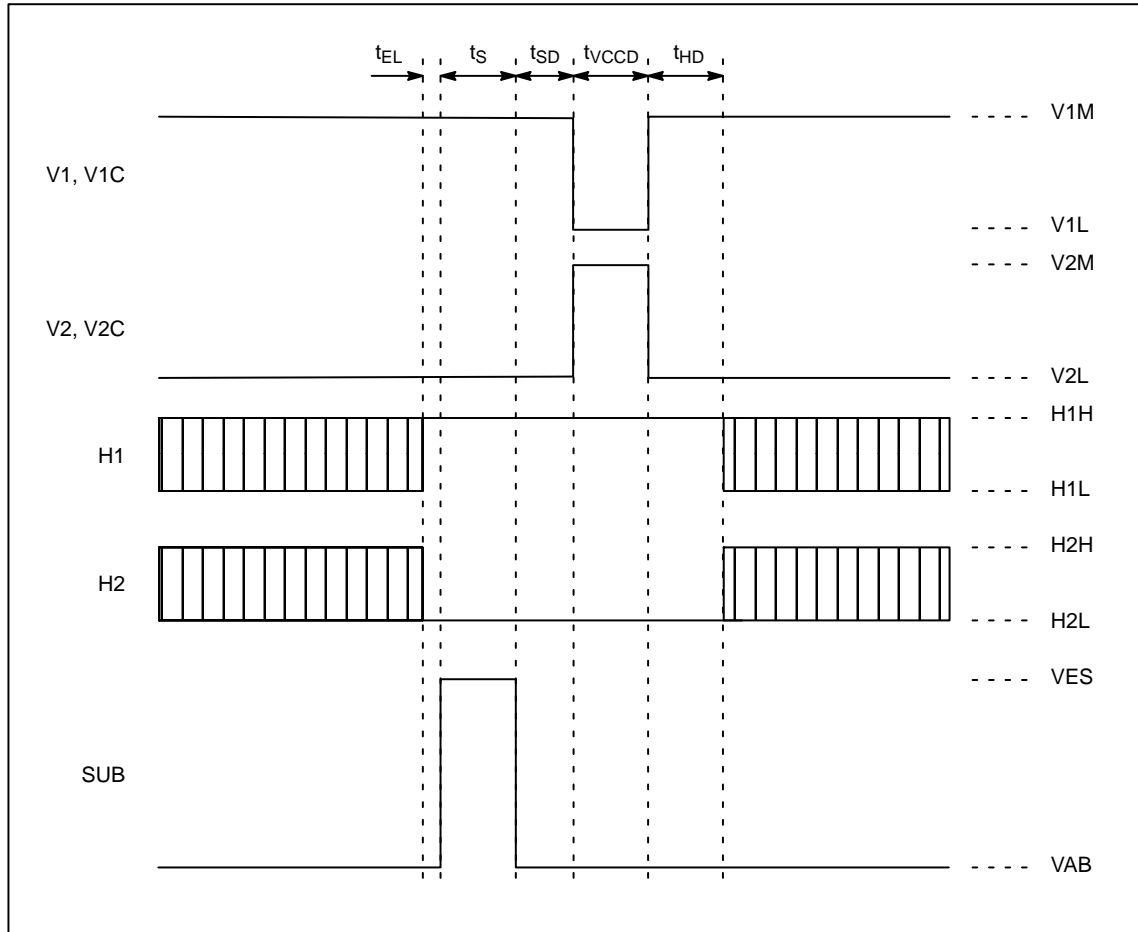 tEL tS tSD tVCCD tHD
V1M
V1, V1C
V1L
V2M
V2, V2C
V2L
H1H
H1
H1L
H2H
H2
H2L
VES
SUB
VAB